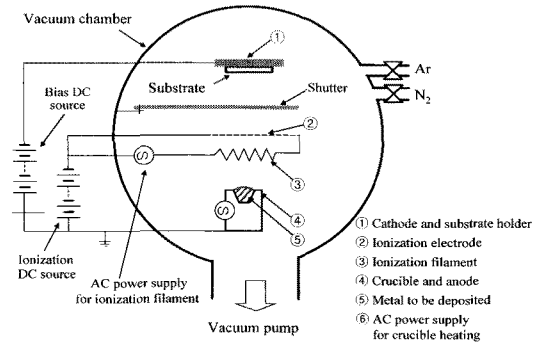 Vacuum chamber
①
Ar
Substrate
Shutter
N₂
Bias DC
source
②
S
③
S
④
⑤
Ionization
DC source
AC power supply
for ionization filament
Vacuum pump
① Cathode and substrate holder
② Ionization electrode
③ Ionization filament
④ Crucible and anode
⑤ Metal to be deposited
⑥ AC power supply
for crucible heating